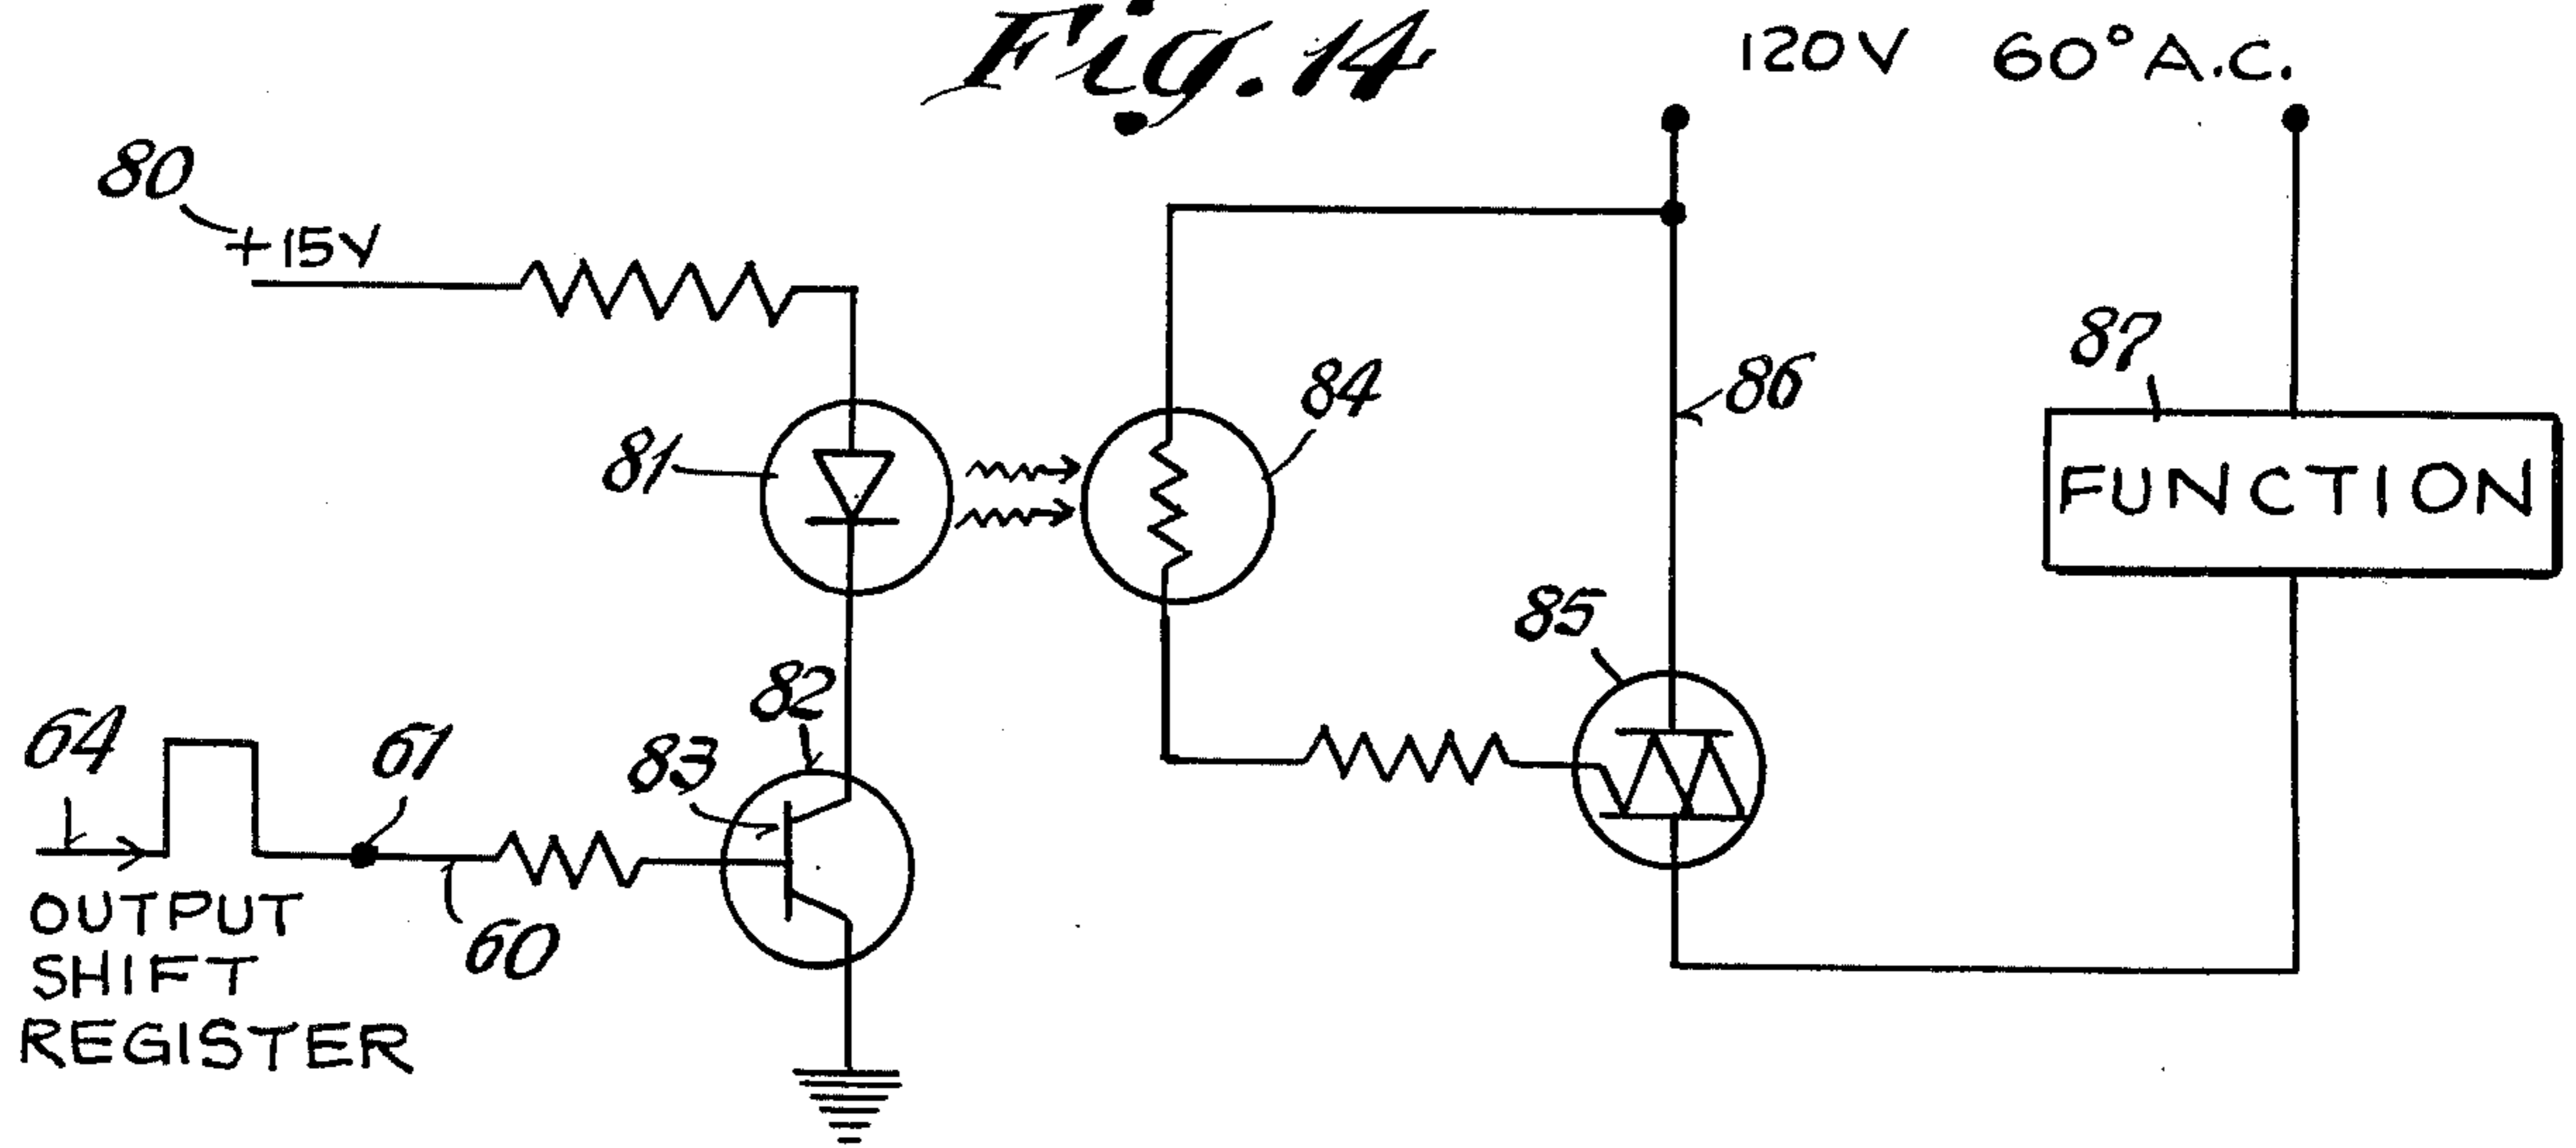 Fig. 14
120V 60° A.C.
80
+15V
87
84
86
81
FUNCTION
85
82
64
61
83
60
OUTPUT
SHIFT
REGISTER